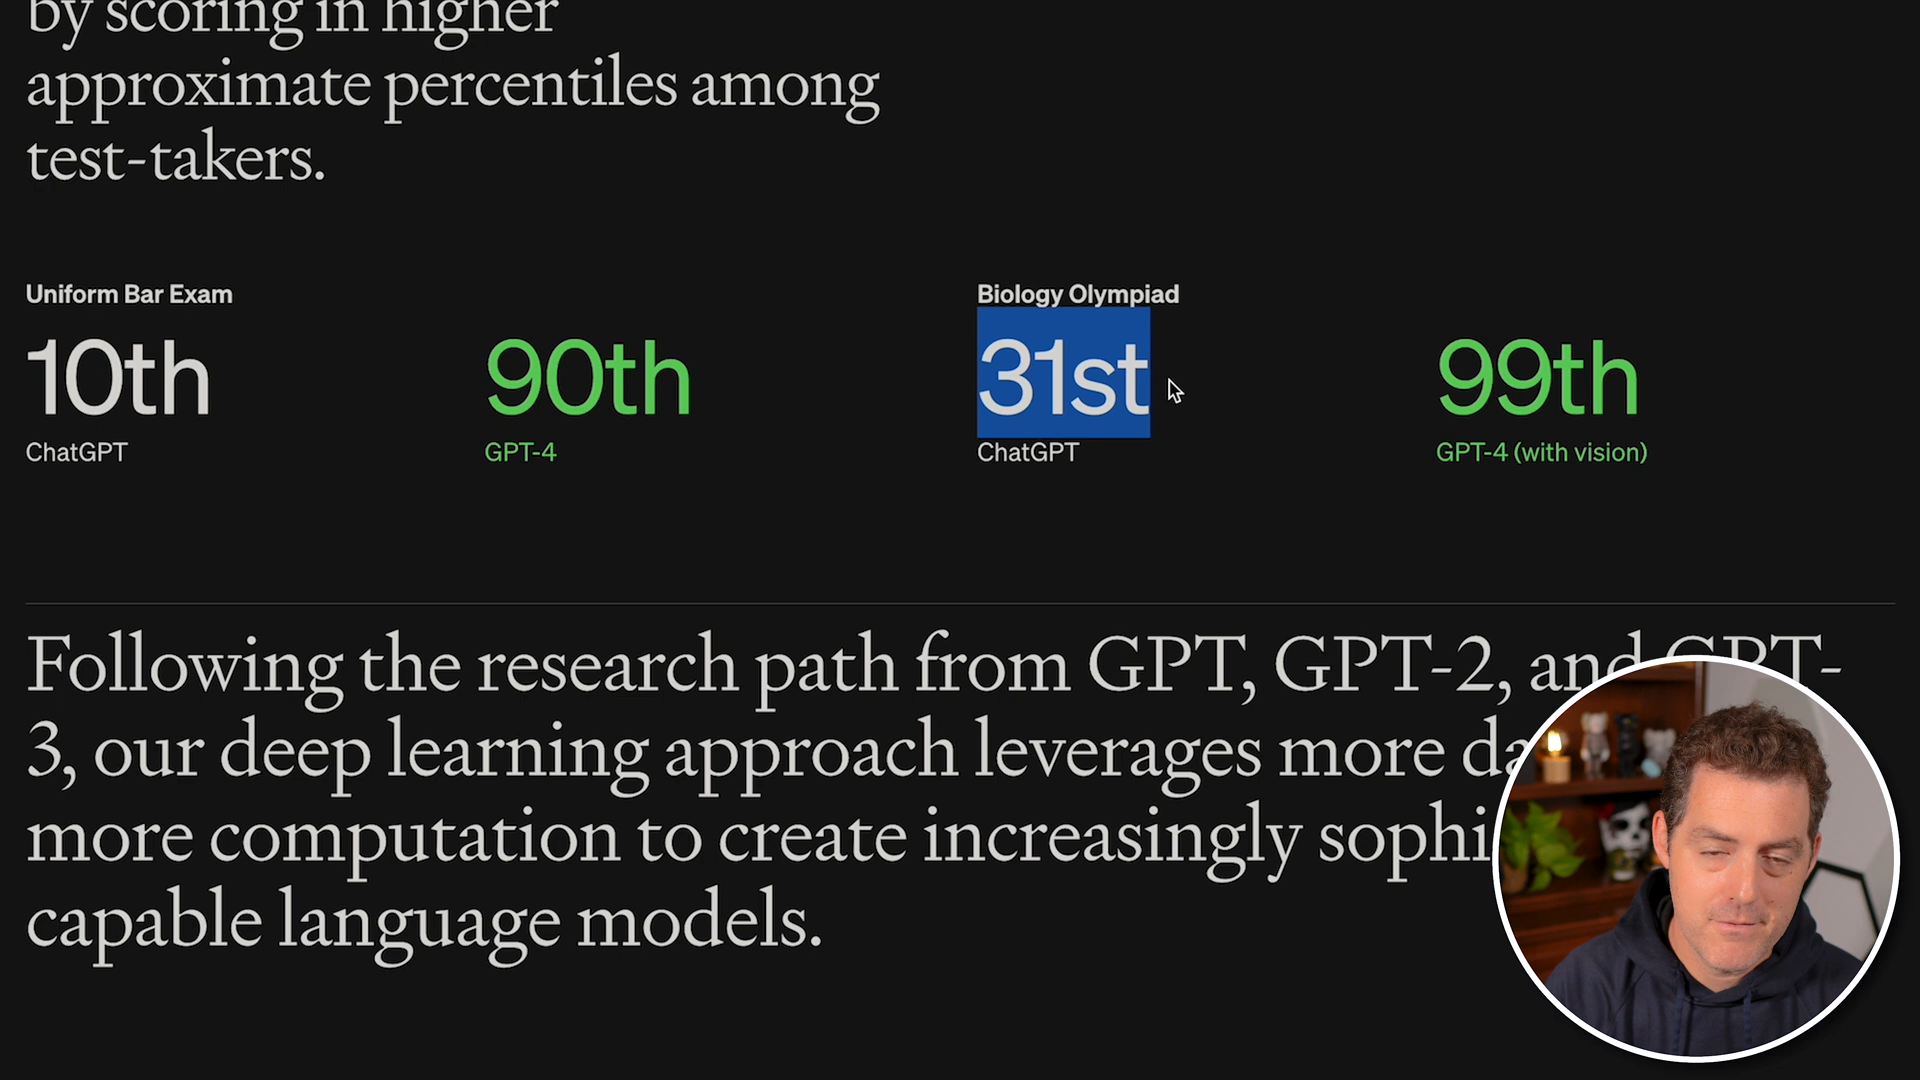 by scoring in higher
approximate percentiles among
test-takers.
Uniform Bar Exam
Biology Olympiad
10th
90th
31st
99th
ChatGPT
GPT-4
ChatGPT
GPT-4 (with vision)
Following the research path from GPT, GPT-2, and GPT-
3, our deep learning approach leverages more
more computation to create increasingly
capable language models.